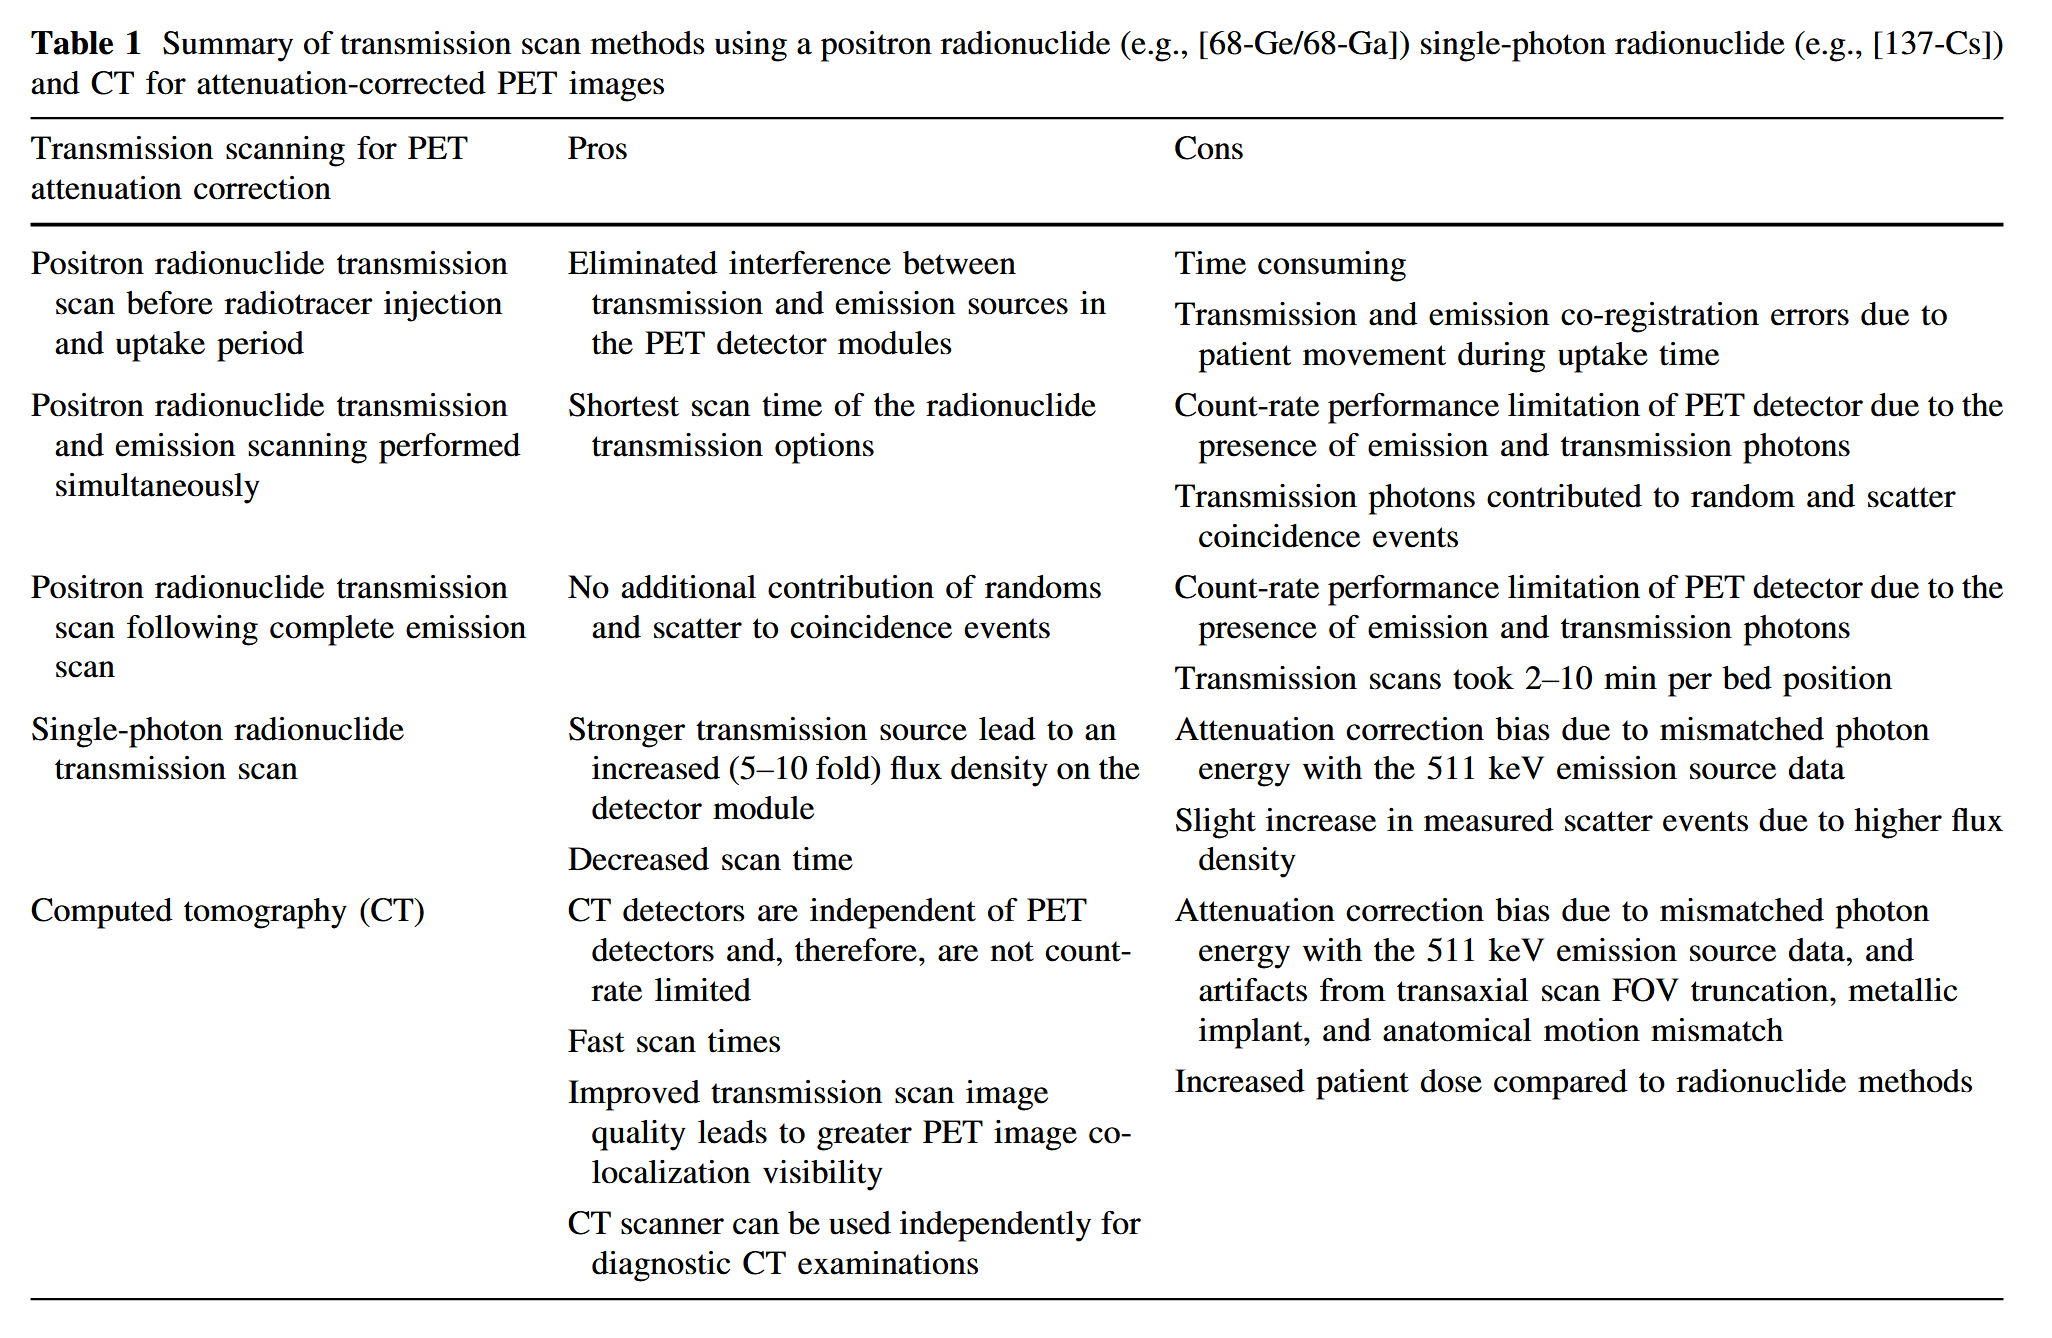 Table 1 Summary of transmission scan methods using a positron radionuclide (e.g., [68-Ge/68-Ga]) single-photon radionuclide (e.g., [137-Cs])
and CT for attenuation-corrected PET images
Transmission scanning for PET
attenuation correction
Pros
Cons
Positron radionuclide transmission
scan before radiotracer injection
and uptake period
Eliminated interference between
transmission and emission sources in
the PET detector modules
Time consuming
Transmission and emission co-registration errors due to
patient movement during uptake time
Positron radionuclide transmission
and emission scanning performed
simultaneously
Shortest scan time of the radionuclide
transmission options
Count-rate performance limitation of PET detector due to the
presence of emission and transmission photons
Transmission photons contributed to random and scatter
coincidence events
Positron radionuclide transmission
scan following complete emission
scan
No additional contribution of randoms
and scatter to coincidence events
Count-rate performance limitation of PET detector due to the
presence of emission and transmission photons
Transmission scans took 2–10 min per bed position
Single-photon radionuclide
transmission scan
Stronger transmission source lead to an
increased (5–10 fold) flux density on the
detector module
Decreased scan time
Attenuation correction bias due to mismatched photon
energy with the 511 keV emission source data
Slight increase in measured scatter events due to higher flux
density
Computed tomography (CT)
CT detectors are independent of PET
detectors and, therefore, are not count-
rate limited
Fast scan times
Improved transmission scan image
quality leads to greater PET image co-
localization visibility
CT scanner can be used independently for
diagnostic CT examinations
Attenuation correction bias due to mismatched photon
energy with the 511 keV emission source data, and
artifacts from transaxial scan FOV truncation, metallic
implant, and anatomical motion mismatch
Increased patient dose compared to radionuclide methods